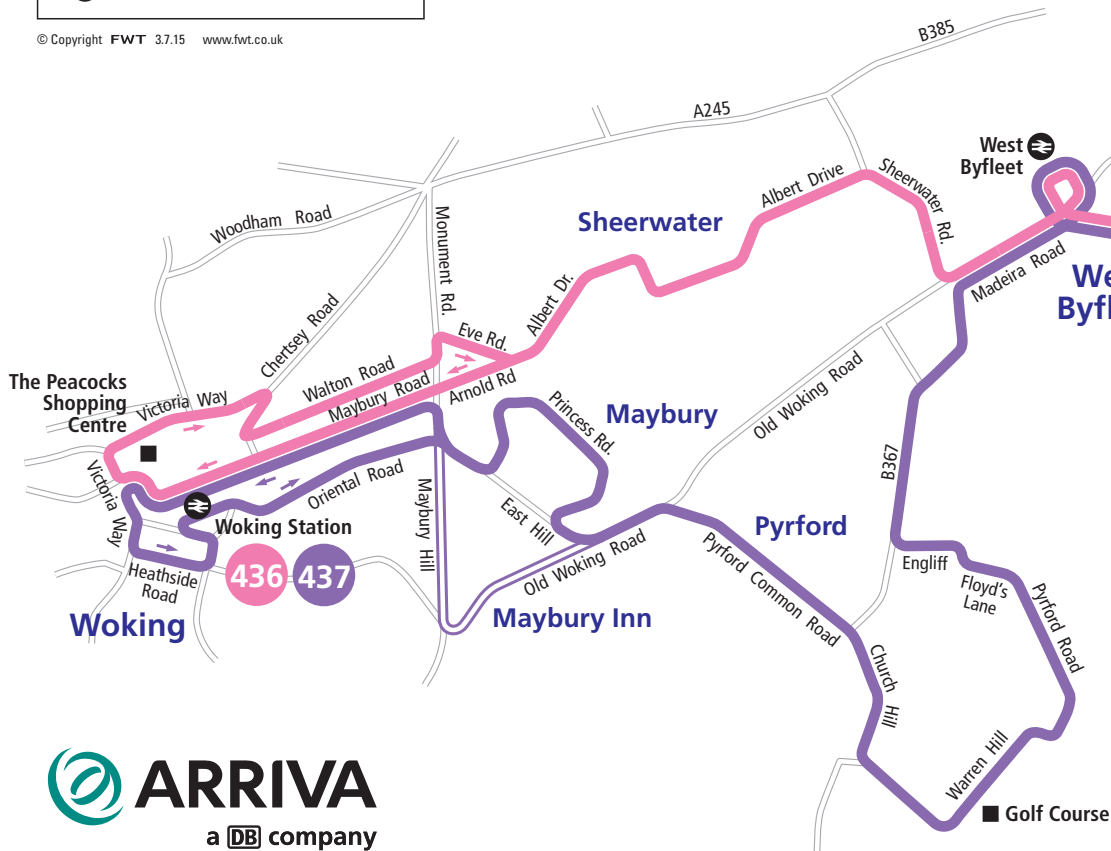 © Copyright FWT 3.7.15 www.fwt.co.uk
B385
A245
West
Byfleet
Albert Drive
Sheerwater Rd.
Woodham Road
Monument Rd.
Sheerwater
Madeira Road
We
Byfl
Chertsey Road
Albert Dr.
Eve Rd.
Walton Road
Maybury Road
Arnold Rd
The Peacocks
Shopping
Centre
Victoria Way
Princess Rd.
Maybury
Old Woking Road
B367
Victoria Way
Oriental Road
Woking Station
Maybury Hill
East Hill
Old Woking Road
Pyrford
Pyrford Common Road
Engliff
Floyd's
Lane
Pyrford Road
Heathside
Road
436
437
Woking
Maybury Inn
Church Hill
Warren Hill
Golf Course
ARRIVA
a DB company